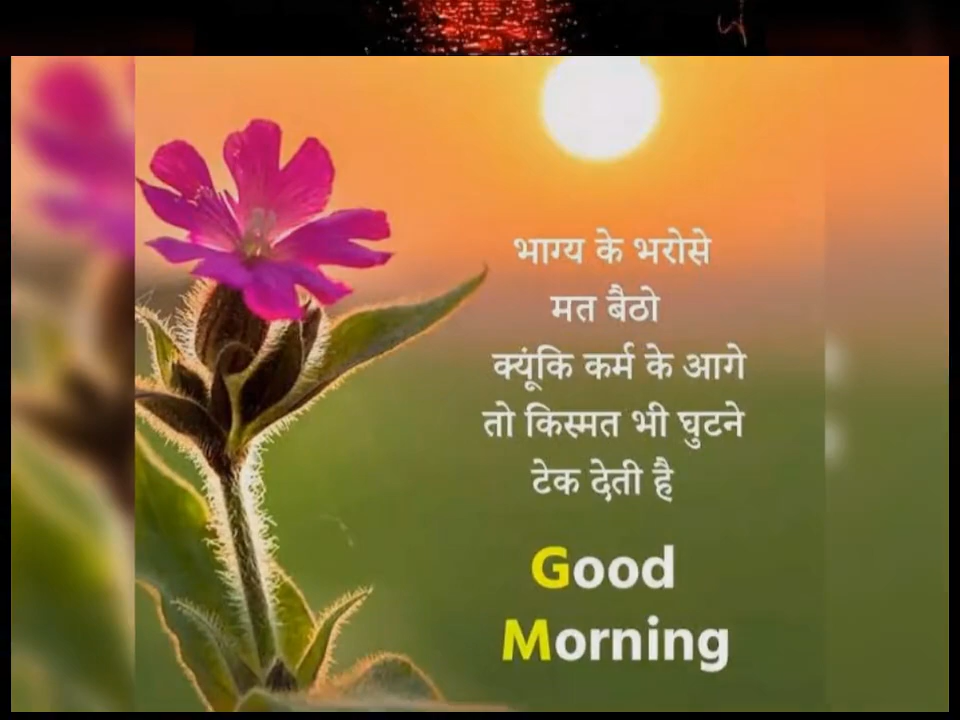 भाग्य के भरोसे
मत बैठो
क्यूंकि कर्म के आगे
तो किस्मत भी घुटने
टेक देती है
Good
Morning